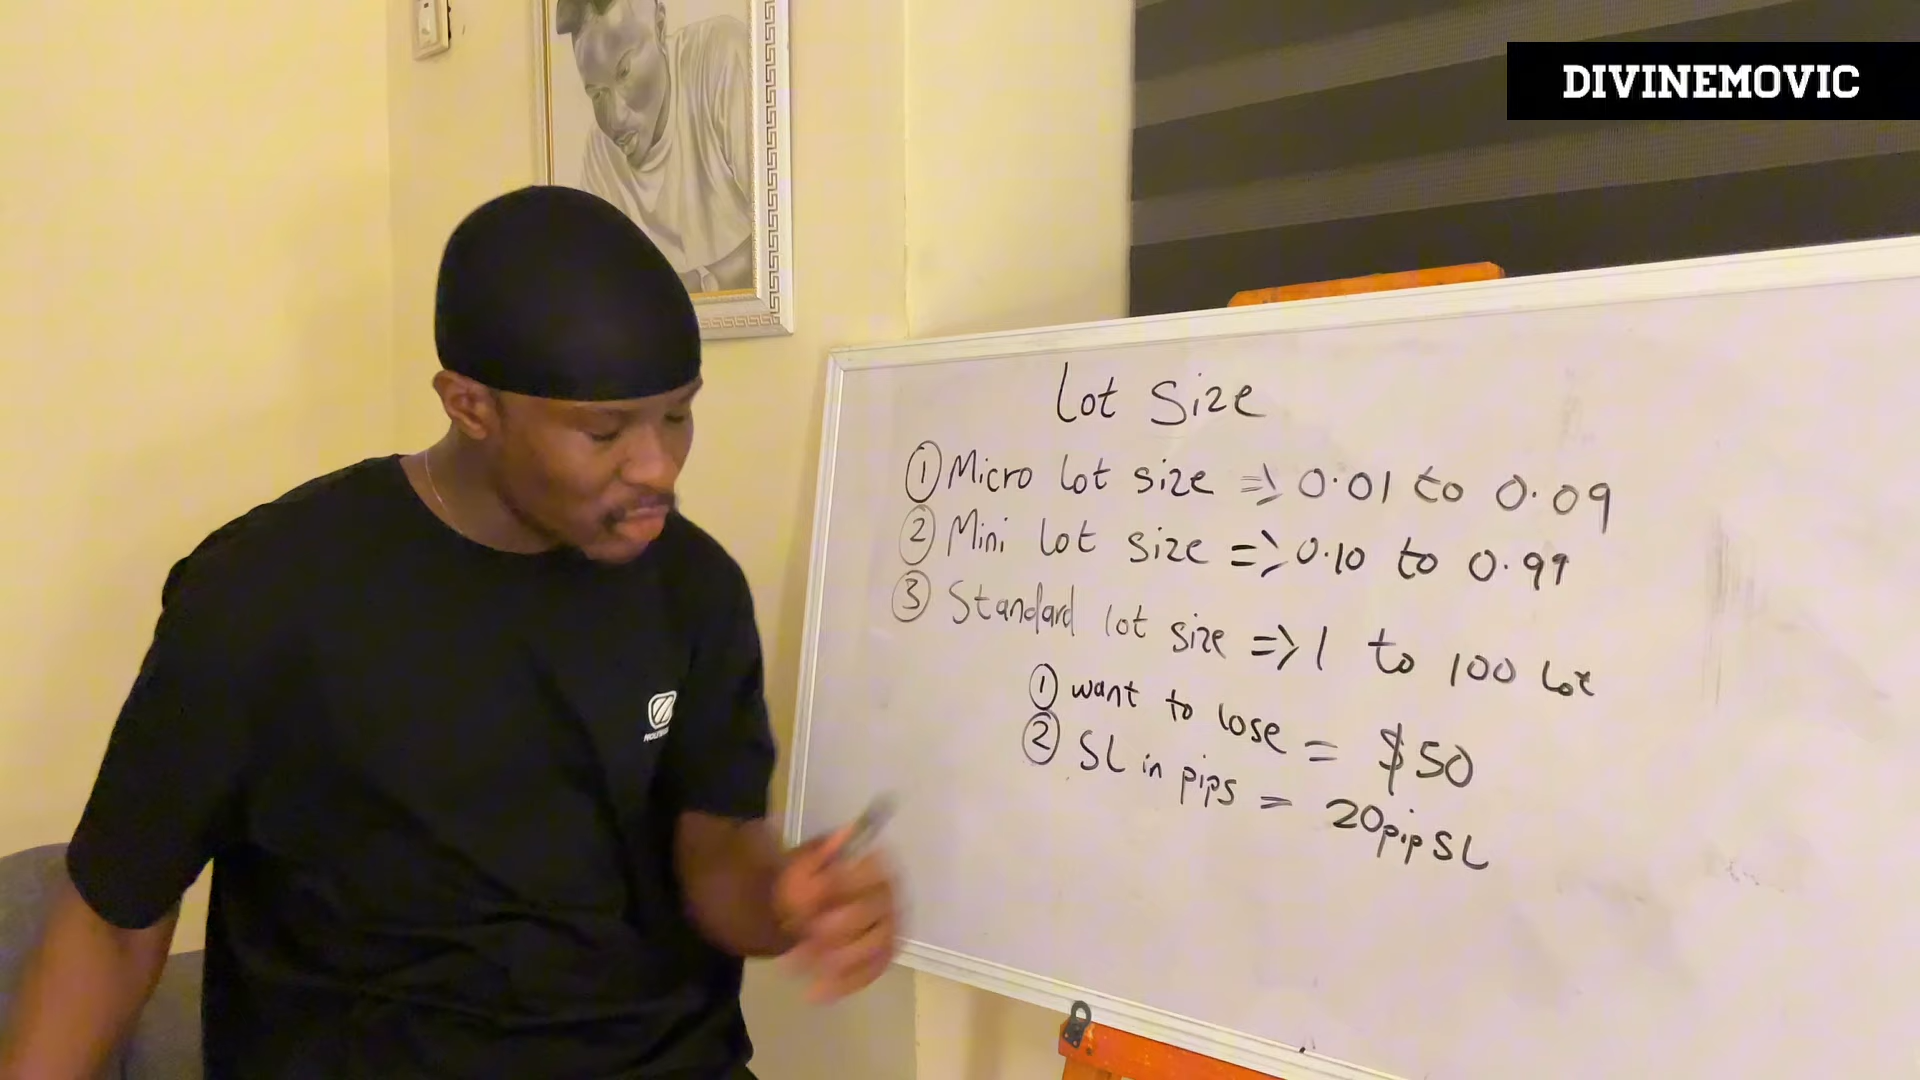 DIVINEMOVIC
Lot Size
① Micro lot size => 0.01 to 0.09
② Mini lot size => 0.10 to 0.99
③ Standard lot size => 1 to 100 Lot
① want to lose = $50
② SL in pips = 20pip SL